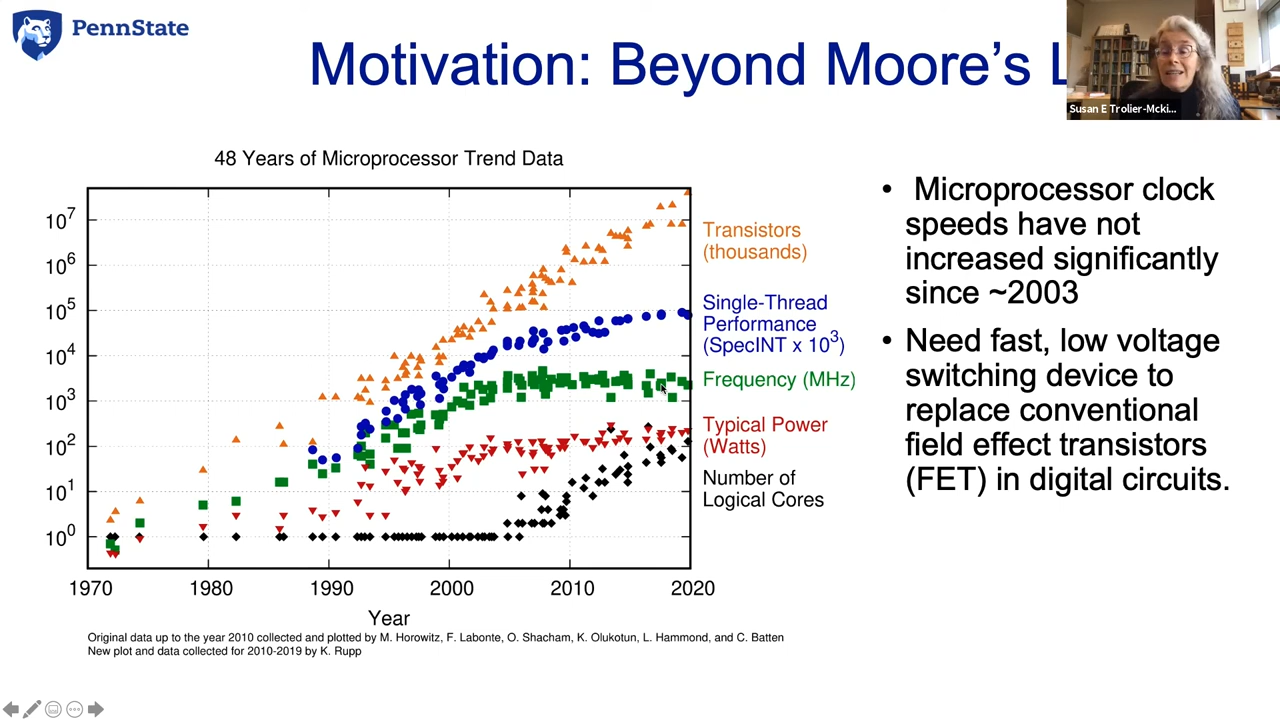 PennState
Motivation: Beyond Moore's L
Susan E Trolier-Mcki...
48 Years of Microprocessor Trend Data
10^7
10^6
10^5
10^4
10^3
10^2
10^1
10^0
1970 1980 1990 2000 2010 2020
Year
Transistors
(thousands)
Single-Thread
Performance
(SpecINT x 10^3)
Frequency (MHz)
Typical Power
(Watts)
Number of
Logical Cores
Original data up to the year 2010 collected and plotted by M. Horowitz, F. Labonte, O. Shacham, K. Olukotun, L. Hammond, and C. Batten
New plot and data collected for 2010-2019 by K. Rupp
• Microprocessor clock
speeds have not
increased significantly
since ~2003
• Need fast, low voltage
switching device to
replace conventional
field effect transistors
(FET) in digital circuits.